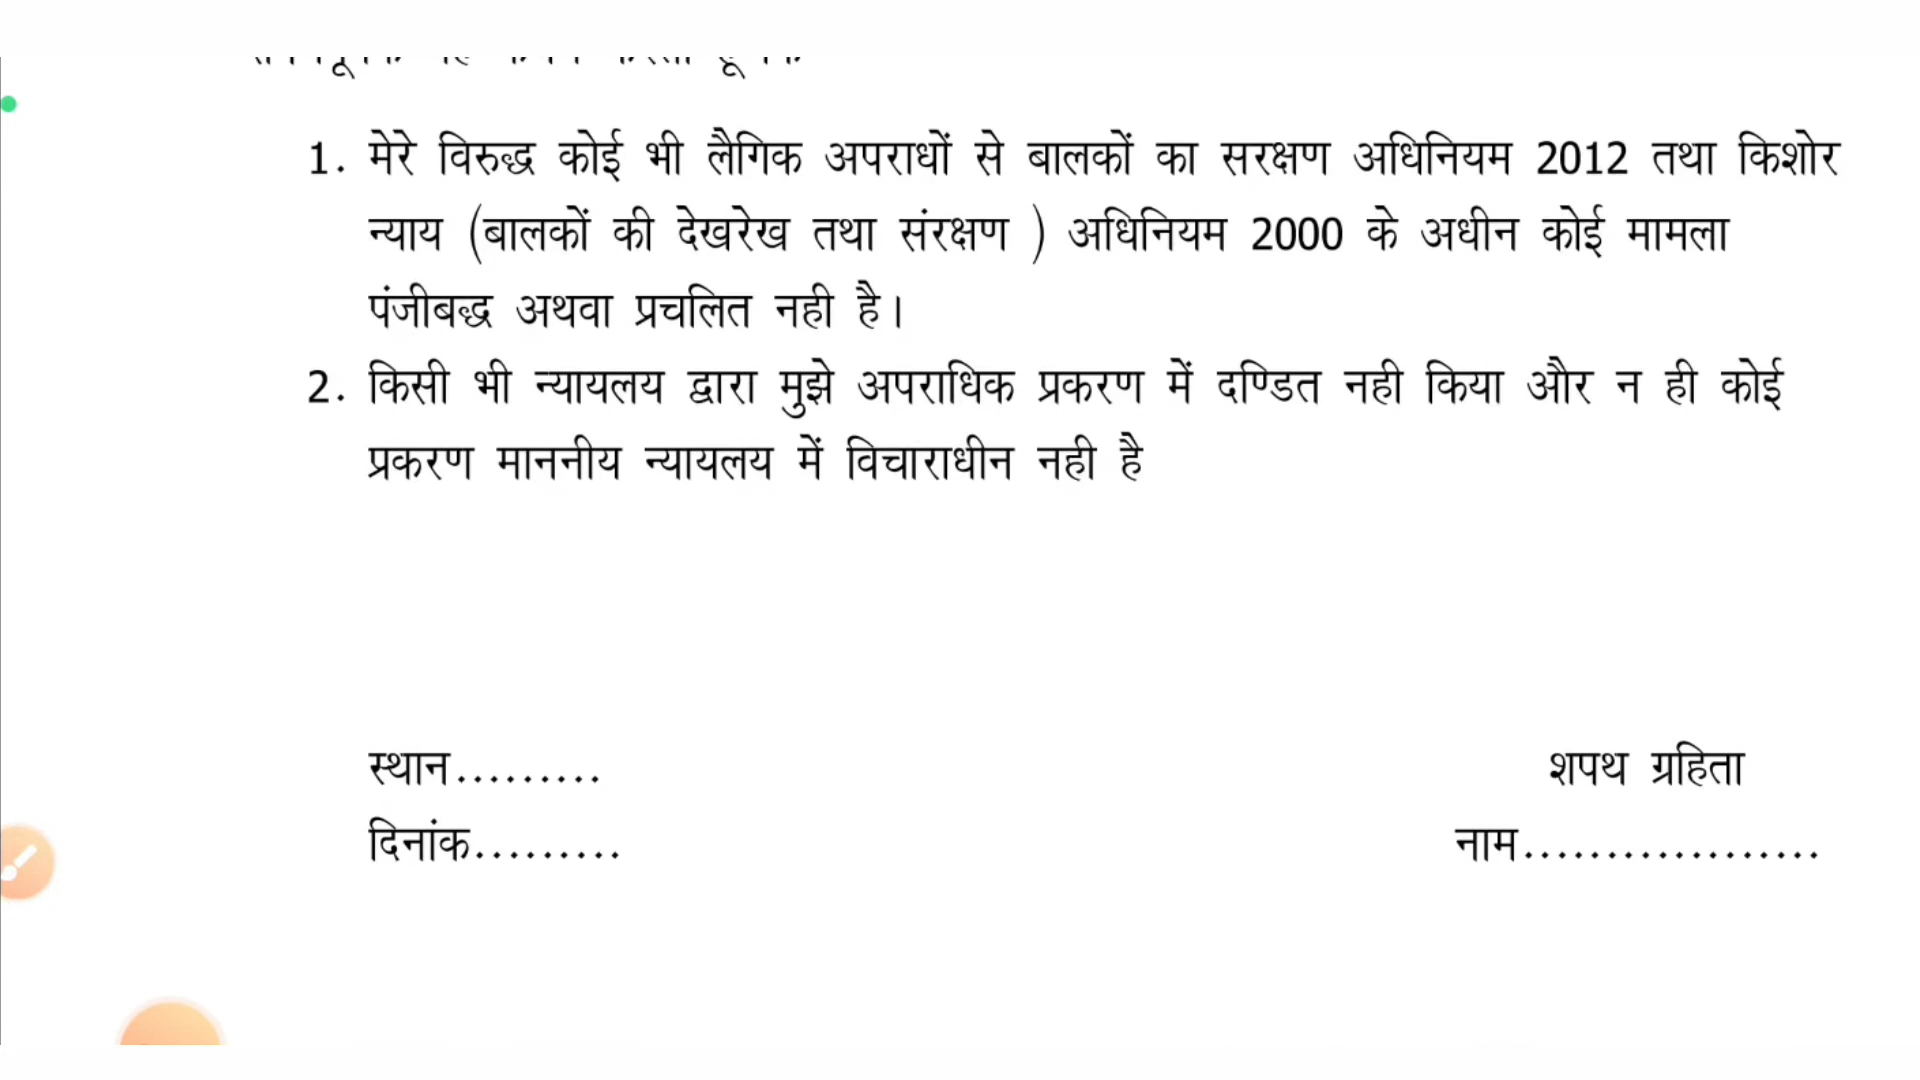 1. मेरे विरुद्ध कोई भी लैगिक अपराधों से बालकों का सरक्षण अधिनियम 2012 तथा किशोर
न्याय (बालकों की देखरेख तथा संरक्षण ) अधिनियम 2000 के अधीन कोई मामला
पंजीबद्ध अथवा प्रचलित नही है।
2. किसी भी न्यायलय द्वारा मुझे अपराधिक प्रकरण में दण्डित नही किया और न ही कोई
प्रकरण माननीय न्यायलय में विचाराधीन नही है
स्थान......... शपथ ग्रहिता
दिनांक......... नाम..................